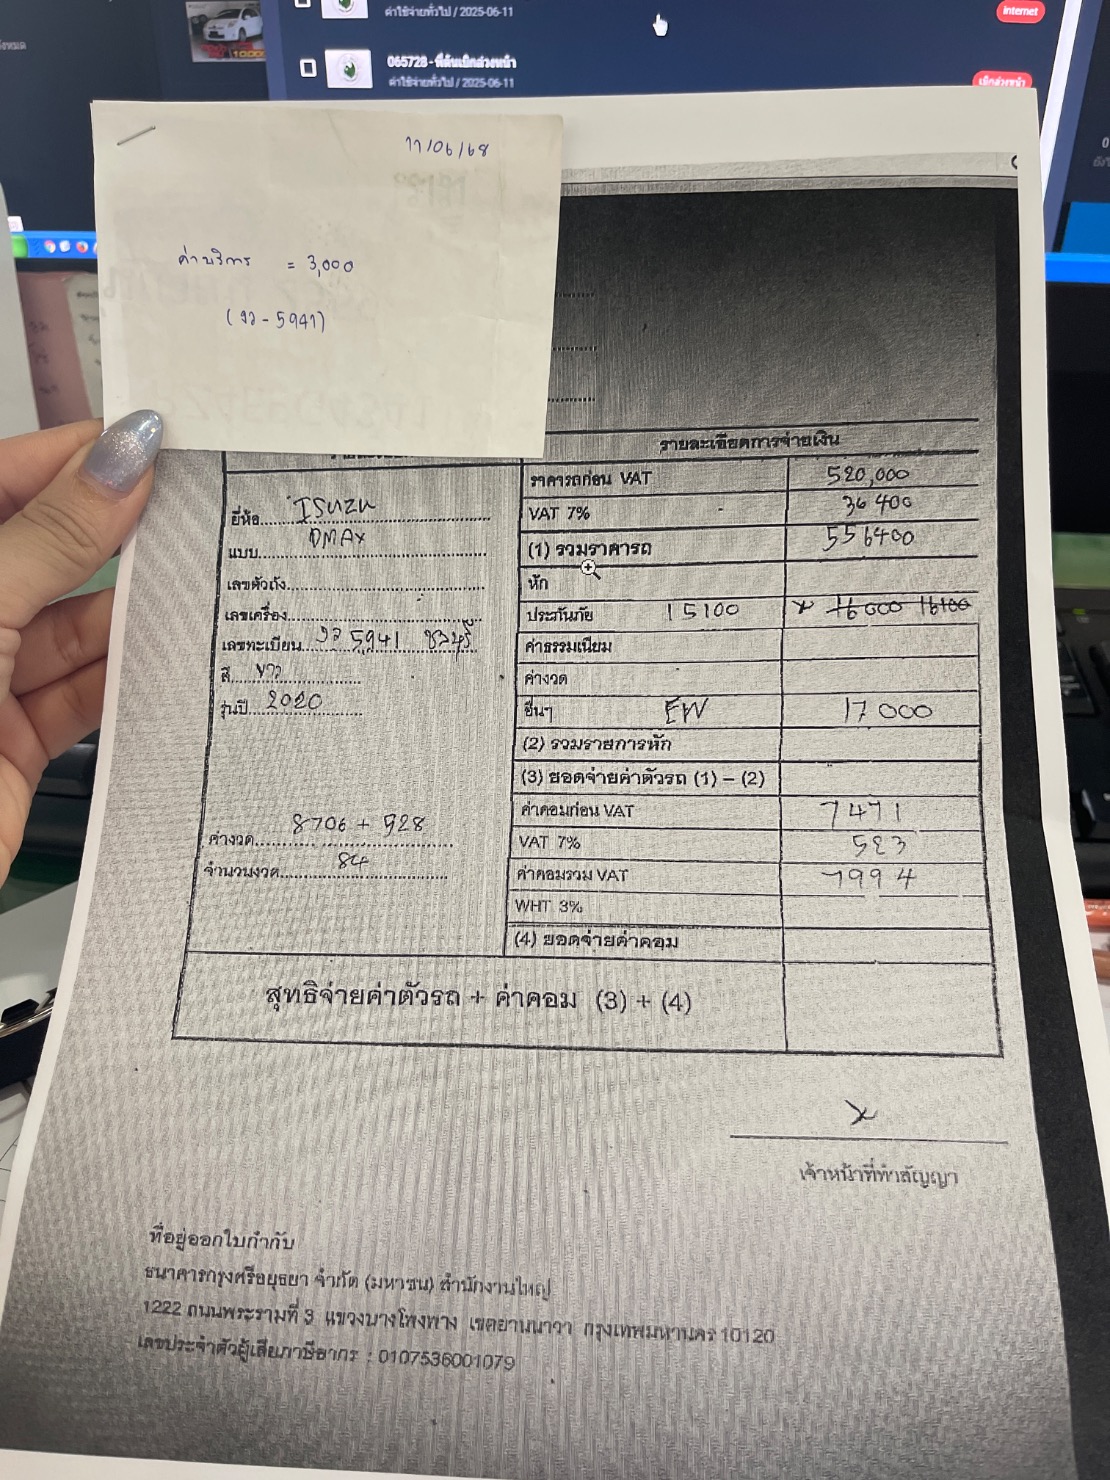 ค่าใช้จ่ายทั่วไป / 2025-06-11
internet
065728 - พี่ต้นเบิกล่วงหน้า
ค่าใช้จ่ายทั่วไป / 2025-06-11
เบิกล่วงหน้า
11/06/68
ค่าบริการ = 3,000
5941)
รายละเอียดการจ่ายเงิน
ราคารถก่อน VAT 520,000
ยี่ห้อ ISUZU
VAT 7% - 36 400
แบบ DMAX
(1) รวมราคารถ 556400
เลขตัวถัง
หัก
เลขเครื่อง
ประกันภัย 15100 16000 16100
เลขทะเบียน 5941 ชลบุรี
ค่าธรรมเนียม
สี ขาว
ค่างวด
รุ่นปี 2020
อื่นๆ EW 17 000
(2) รวมรายการหัก
(3) ยอดจ่ายค่าตัวรถ (1) – (2)
ค่าคอมก่อน VAT 7471
ค่างวด 8706 + 528
VAT 7% 523
จำนวนงวด 84
ค่าคอมรวม VAT 7994
WHT 3%
(4) ยอดจ่ายค่าคอม
สุทธิจ่ายค่าตัวรถ + ค่าคอม (3) + (4)
เจ้าหน้าที่ทำสัญญา
ที่อยู่ออกใบกำกับ
ธนาคารกรุงศรีอยุธยา จำกัด (มหาชน) สำนักงานใหญ่
1222 ถนนพระรามที่ 3 แขวงบางโพงพาง เขตยานนาวา กรุงเทพมหานคร 10120
เลขประจำตัวผู้เสียภาษีอากร : 0107536001079